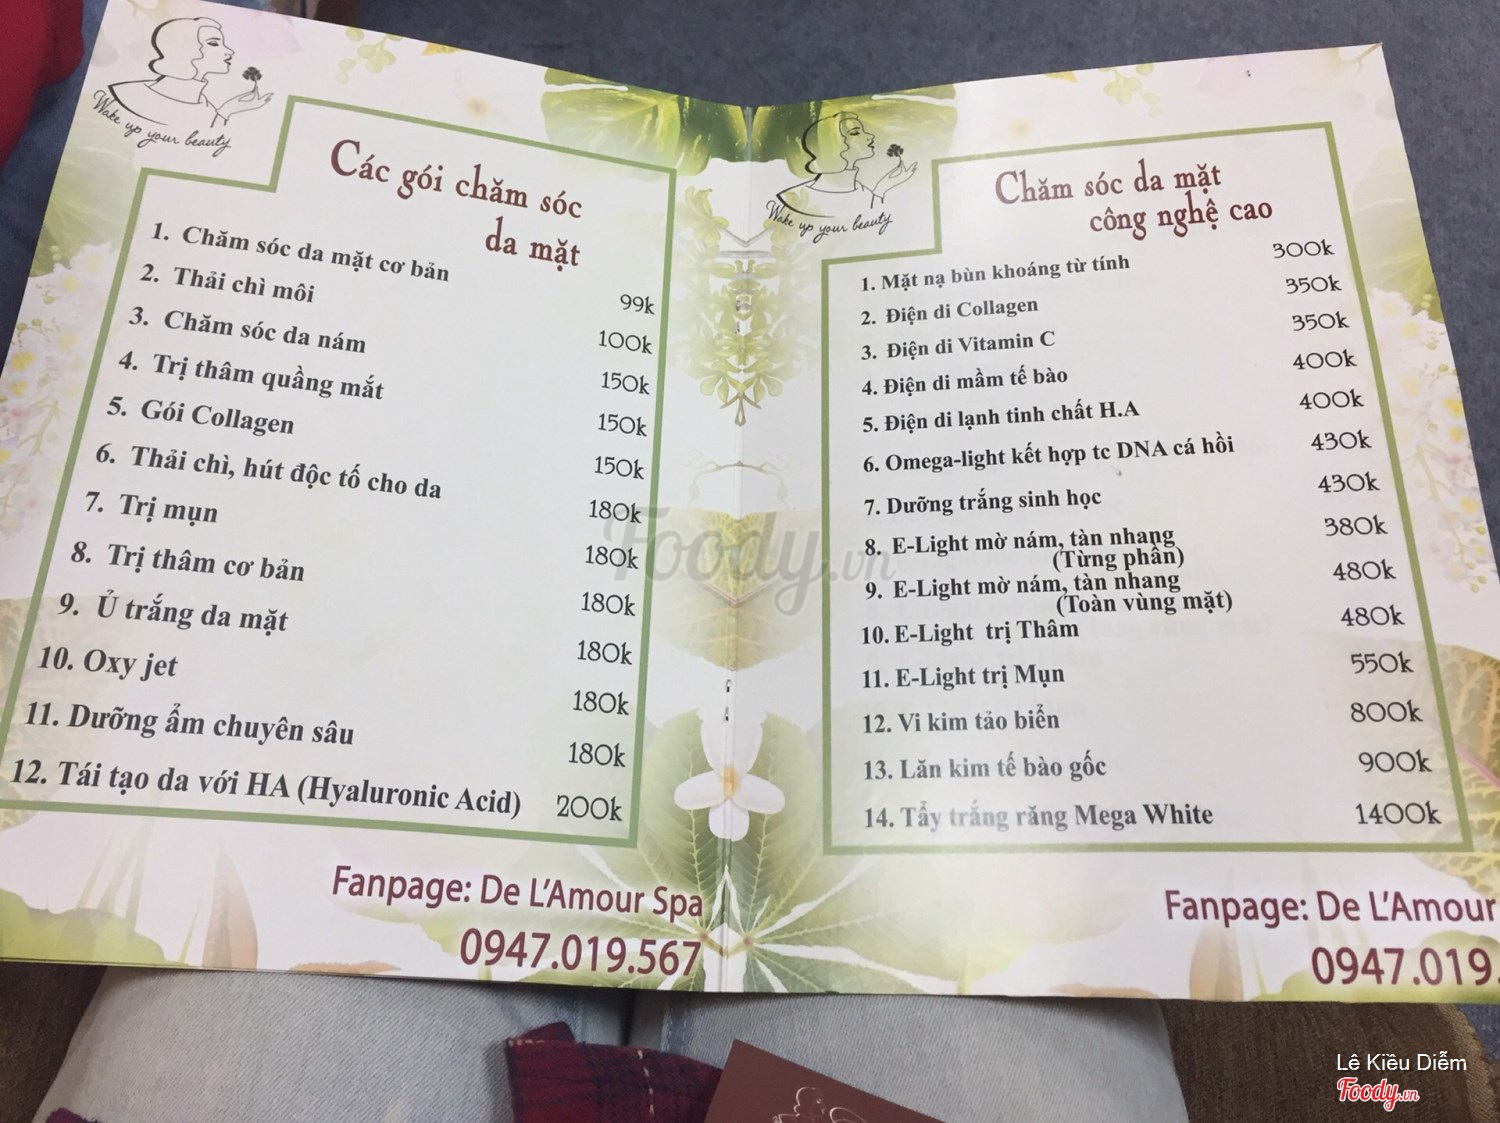 Wake up your beauty
Các gói chăm sóc
da mặt
1. Chăm sóc da mặt cơ bản 99k
2. Thải chì môi 100k
3. Chăm sóc da nám 150k
4. Trị thâm quầng mắt 150k
5. Gói Collagen 150k
6. Thải chì, hút độc tố cho da 180k
7. Trị mụn 180k
8. Trị thâm cơ bản 180k
9. Ủ trắng da mặt 180k
10. Oxy jet 180k
11. Dưỡng ẩm chuyên sâu 180k
12. Tái tạo da với HA (Hyaluronic Acid) 200k
Fanpage: De L'Amour Spa
0947.019.567
Wake up your beauty
Chăm sóc da mặt
công nghệ cao
1. Mặt nạ bùn khoáng từ tính 300k
2. Điện di Collagen 350k
3. Điện di Vitamin C 350k
4. Điện di mầm tế bào 400k
5. Điện di lạnh tinh chất H.A 400k
6. Omega-light kết hợp tc DNA cá hồi 430k
7. Dưỡng trắng sinh học 430k
8. E-Light mờ nám, tàn nhang 380k
(Từng phần)
9. E-Light mờ nám, tàn nhang 480k
(Toàn vùng mặt)
10. E-Light trị Thâm 480k
11. E-Light trị Mụn 550k
12. Vi kim tảo biển 800k
13. Lăn kim tế bào gốc 900k
14. Tẩy trắng răng Mega White 1400k
Fanpage: De L'Amour
0947.019.
Foody.vn
Lê Kiều Diễm
Foody.vn